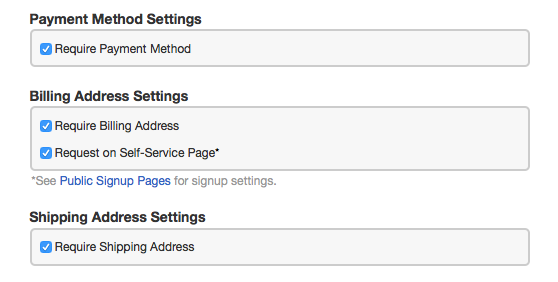 Payment Method Settings
Require Payment Method
Billing Address Settings
Require Billing Address
Request on Self-Service Page*
*See Public Signup Pages for signup settings.
Shipping Address Settings
Require Shipping Address